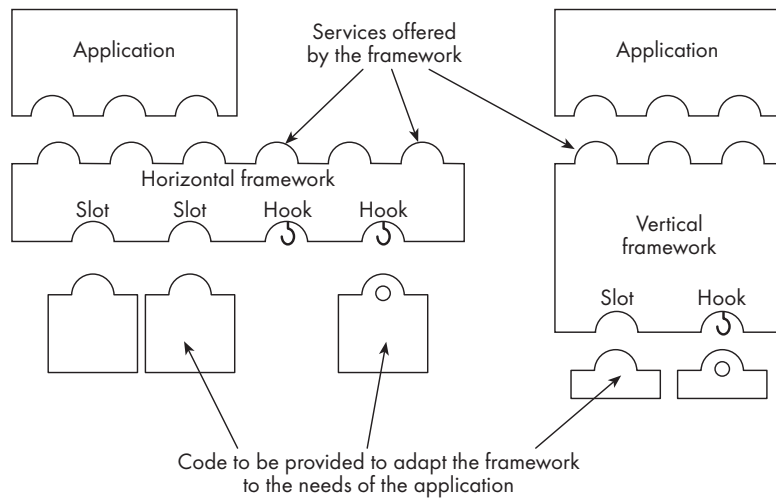 Application
Services offered
by the framework
Application
Horizontal framework
Slot
Slot
Hook
Hook
Vertical
framework
Slot
Hook
Code to be provided to adapt the framework
to the needs of the application